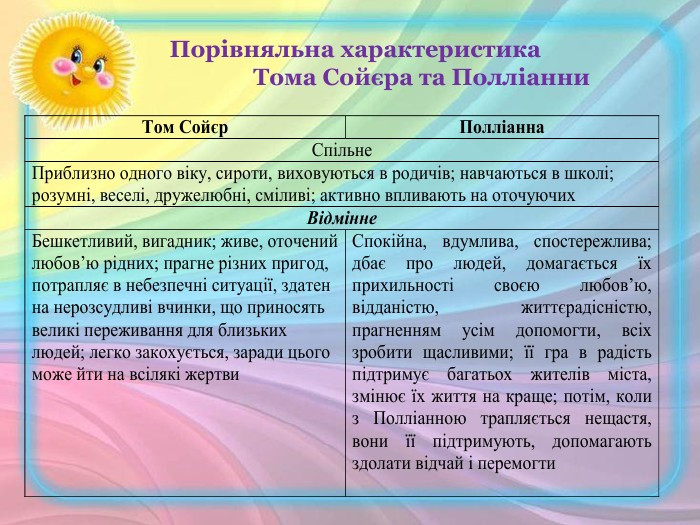 Порівняльна характеристика
Тома Сойєра та Полліанни
Том Сойєр
Полліанна
Спільне
Приблизно одного віку, сироти, виховуються в родичів; навчаються в школі;
розумні, веселі, дружелюбні, сміливі; активно впливають на оточуючих
Відмінне
Бешкетливий, вигадник; живе, оточений
любов’ю рідних; прагне різних пригод,
потрапляє в небезпечні ситуації, здатен
на нерозсудливі вчинки, що приносять
великі переживання для близьких
людей; легко закохується, заради цього
може йти на всілякі жертви
Спокійна, вдумлива, спостережлива;
дбає про людей, домагається їх
прихильності своєю любов’ю,
відданістю, життєрадісністю,
прагненням усім допомогти, всіх
зробити щасливими; її гра в радість
підтримує багатьох жителів міста,
змінює їх життя на краще; потім, коли
з Полліанною трапляється нещастя,
вони її підтримують, допомагають
здолати відчай і перемогти